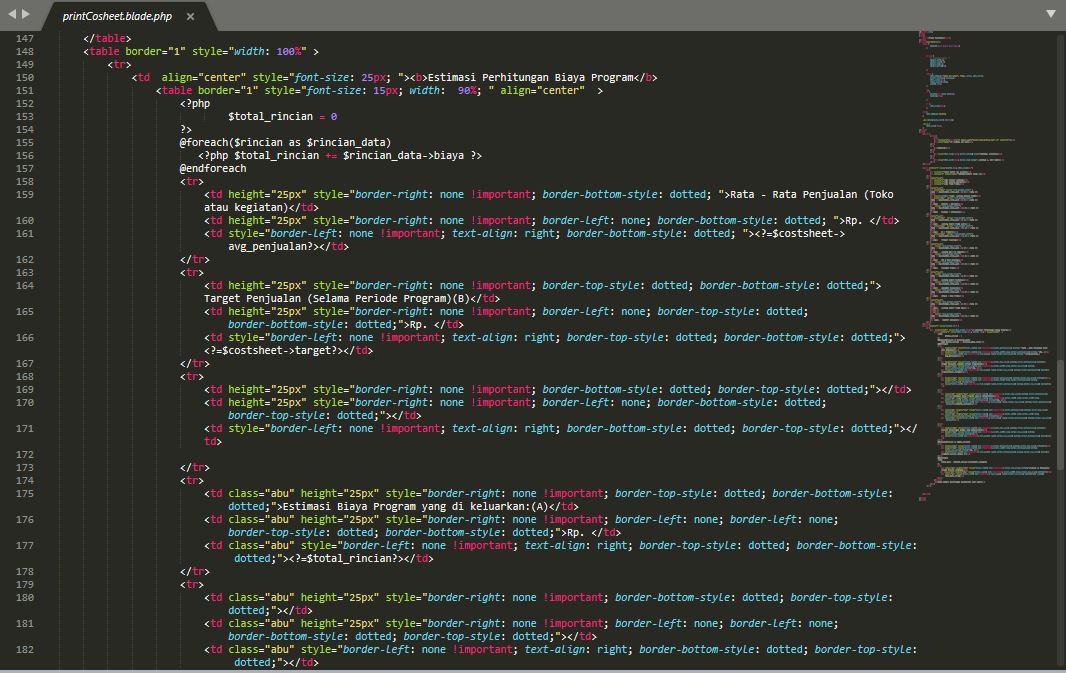 printCosheet.blade.php ×
147 </table>
148 <table border="1" style="width: 100%" >
149 <tr>
150 <td  align="center" style="font-size: 25px; "><b>Estimasi Perhitungan Biaya Program</b>
151 <table border="1" style="font-size: 15px; width:  90%; " align="center"  >
152 <?php
153 $total_rincian = 0
154 ?>
155 @foreach($rincian as $rincian_data)
156 <?php $total_rincian += $rincian_data->biaya ?>
157 @endforeach
158 <tr>
159 <td height="25px" style="border-right: none !important; border-bottom-style: dotted; ">Rata - Rata Penjualan (Toko
atau kegiatan)</td>
160 <td height="25px" style="border-right: none !important; border-left: none; border-bottom-style: dotted; ">Rp. </td>
161 <td style="border-left: none !important; text-align: right; border-bottom-style: dotted; "><?=$costsheet->
avg_penjualan?></td>
162 </tr>
163 <tr>
164 <td height="25px" style="border-right: none !important; border-top-style: dotted; border-bottom-style: dotted;">
Target Penjualan (Selama Periode Program)(B)</td>
165 <td height="25px" style="border-right: none !important; border-left: none; border-top-style: dotted;
border-bottom-style: dotted;">Rp. </td>
166 <td style="border-left: none !important; text-align: right; border-top-style: dotted; border-bottom-style: dotted;">
<?=$costsheet->target?></td>
167 </tr>
168 <tr>
169 <td height="25px" style="border-right: none !important; border-bottom-style: dotted; border-top-style: dotted;"></td>
170 <td height="25px" style="border-right: none !important; border-left: none; border-bottom-style: dotted;
border-top-style: dotted;"></td>
171 <td style="border-left: none !important; text-align: right; border-bottom-style: dotted; border-top-style: dotted;"></
td>
172
173 </tr>
174 <tr>
175 <td class="abu" height="25px" style="border-right: none !important; border-top-style: dotted; border-bottom-style:
dotted;">Estimasi Biaya Program yang di keluarkan:(A)</td>
176 <td class="abu" height="25px" style="border-right: none !important; border-left: none; border-left: none;
border-top-style: dotted; border-bottom-style: dotted;">Rp. </td>
177 <td class="abu" style="border-left: none !important; text-align: right; border-top-style: dotted; border-bottom-style:
dotted;"><?=$total_rincian?></td>
178 </tr>
179 <tr>
180 <td class="abu" height="25px" style="border-right: none !important; border-bottom-style: dotted; border-top-style:
dotted;"></td>
181 <td class="abu" height="25px" style="border-right: none !important; border-left: none; border-left: none;
border-bottom-style: dotted; border-top-style: dotted;"></td>
182 <td class="abu" style="border-left: none !important; text-align: right; border-bottom-style: dotted; border-top-style:
dotted;"></td>